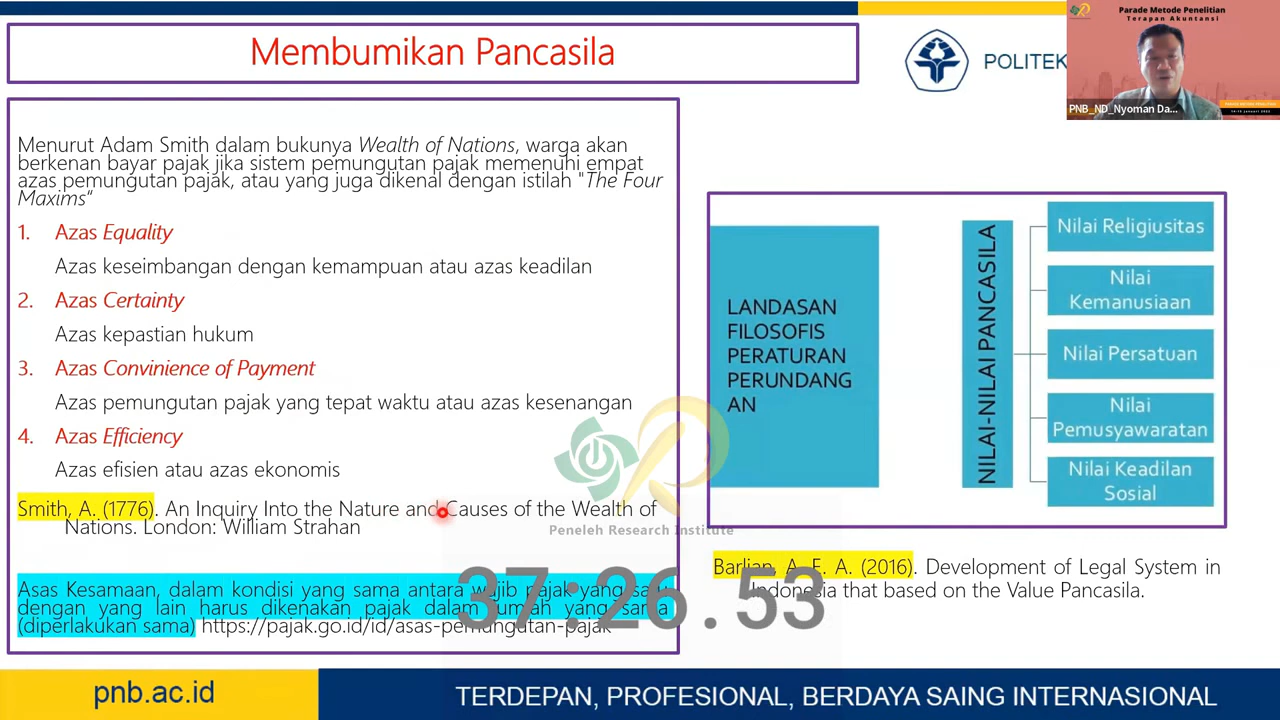 Membumikan Pancasila
POLITEK
Parade Metode Penelitian
Terapan Akuntansi
PNB_ND_Nyoman Da...
Menurut Adam Smith dalam bukunya Wealth of Nations, warga akan
berkenan bayar pajak jika sistem pemungutan pajak memenuhi empat
azas pemungutan pajak, atau yang juga dikenal dengan istilah "The Four
Maxims“
1. Azas Equality
Azas keseimbangan dengan kemampuan atau azas keadilan
2. Azas Certainty
Azas kepastian hukum
3. Azas Convinience of Payment
Azas pemungutan pajak yang tepat waktu atau azas kesenangan
4. Azas Efficiency
Azas efisien atau azas ekonomis
Smith, A. (1776). An Inquiry Into the Nature and Causes of the Wealth of
Nations. London: William Strahan
Asas Kesamaan, dalam kondisi yang sama antara wajib pajak yang satu
dengan yang lain harus dikenakan pajak dalam jumlah yang sama
(diperlakukan sama) https://pajak.go.id/id/asas-pemungutan-pajak
LANDASAN
FILOSOFIS
PERATURAN
PERUNDANG
AN
NILAI-NILAI PANCASILA
Nilai Religiusitas
Nilai
Kemanusiaan
Nilai Persatuan
Nilai
Pemusyawaratan
Nilai Keadilan
Sosial
Peneleh Research Institute
Barlian, A. E. A. (2016). Development of Legal System in
Indonesia that based on the Value Pancasila.
37:26.53
pnb.ac.id
TERDEPAN, PROFESIONAL, BERDAYA SAING INTERNASIONAL